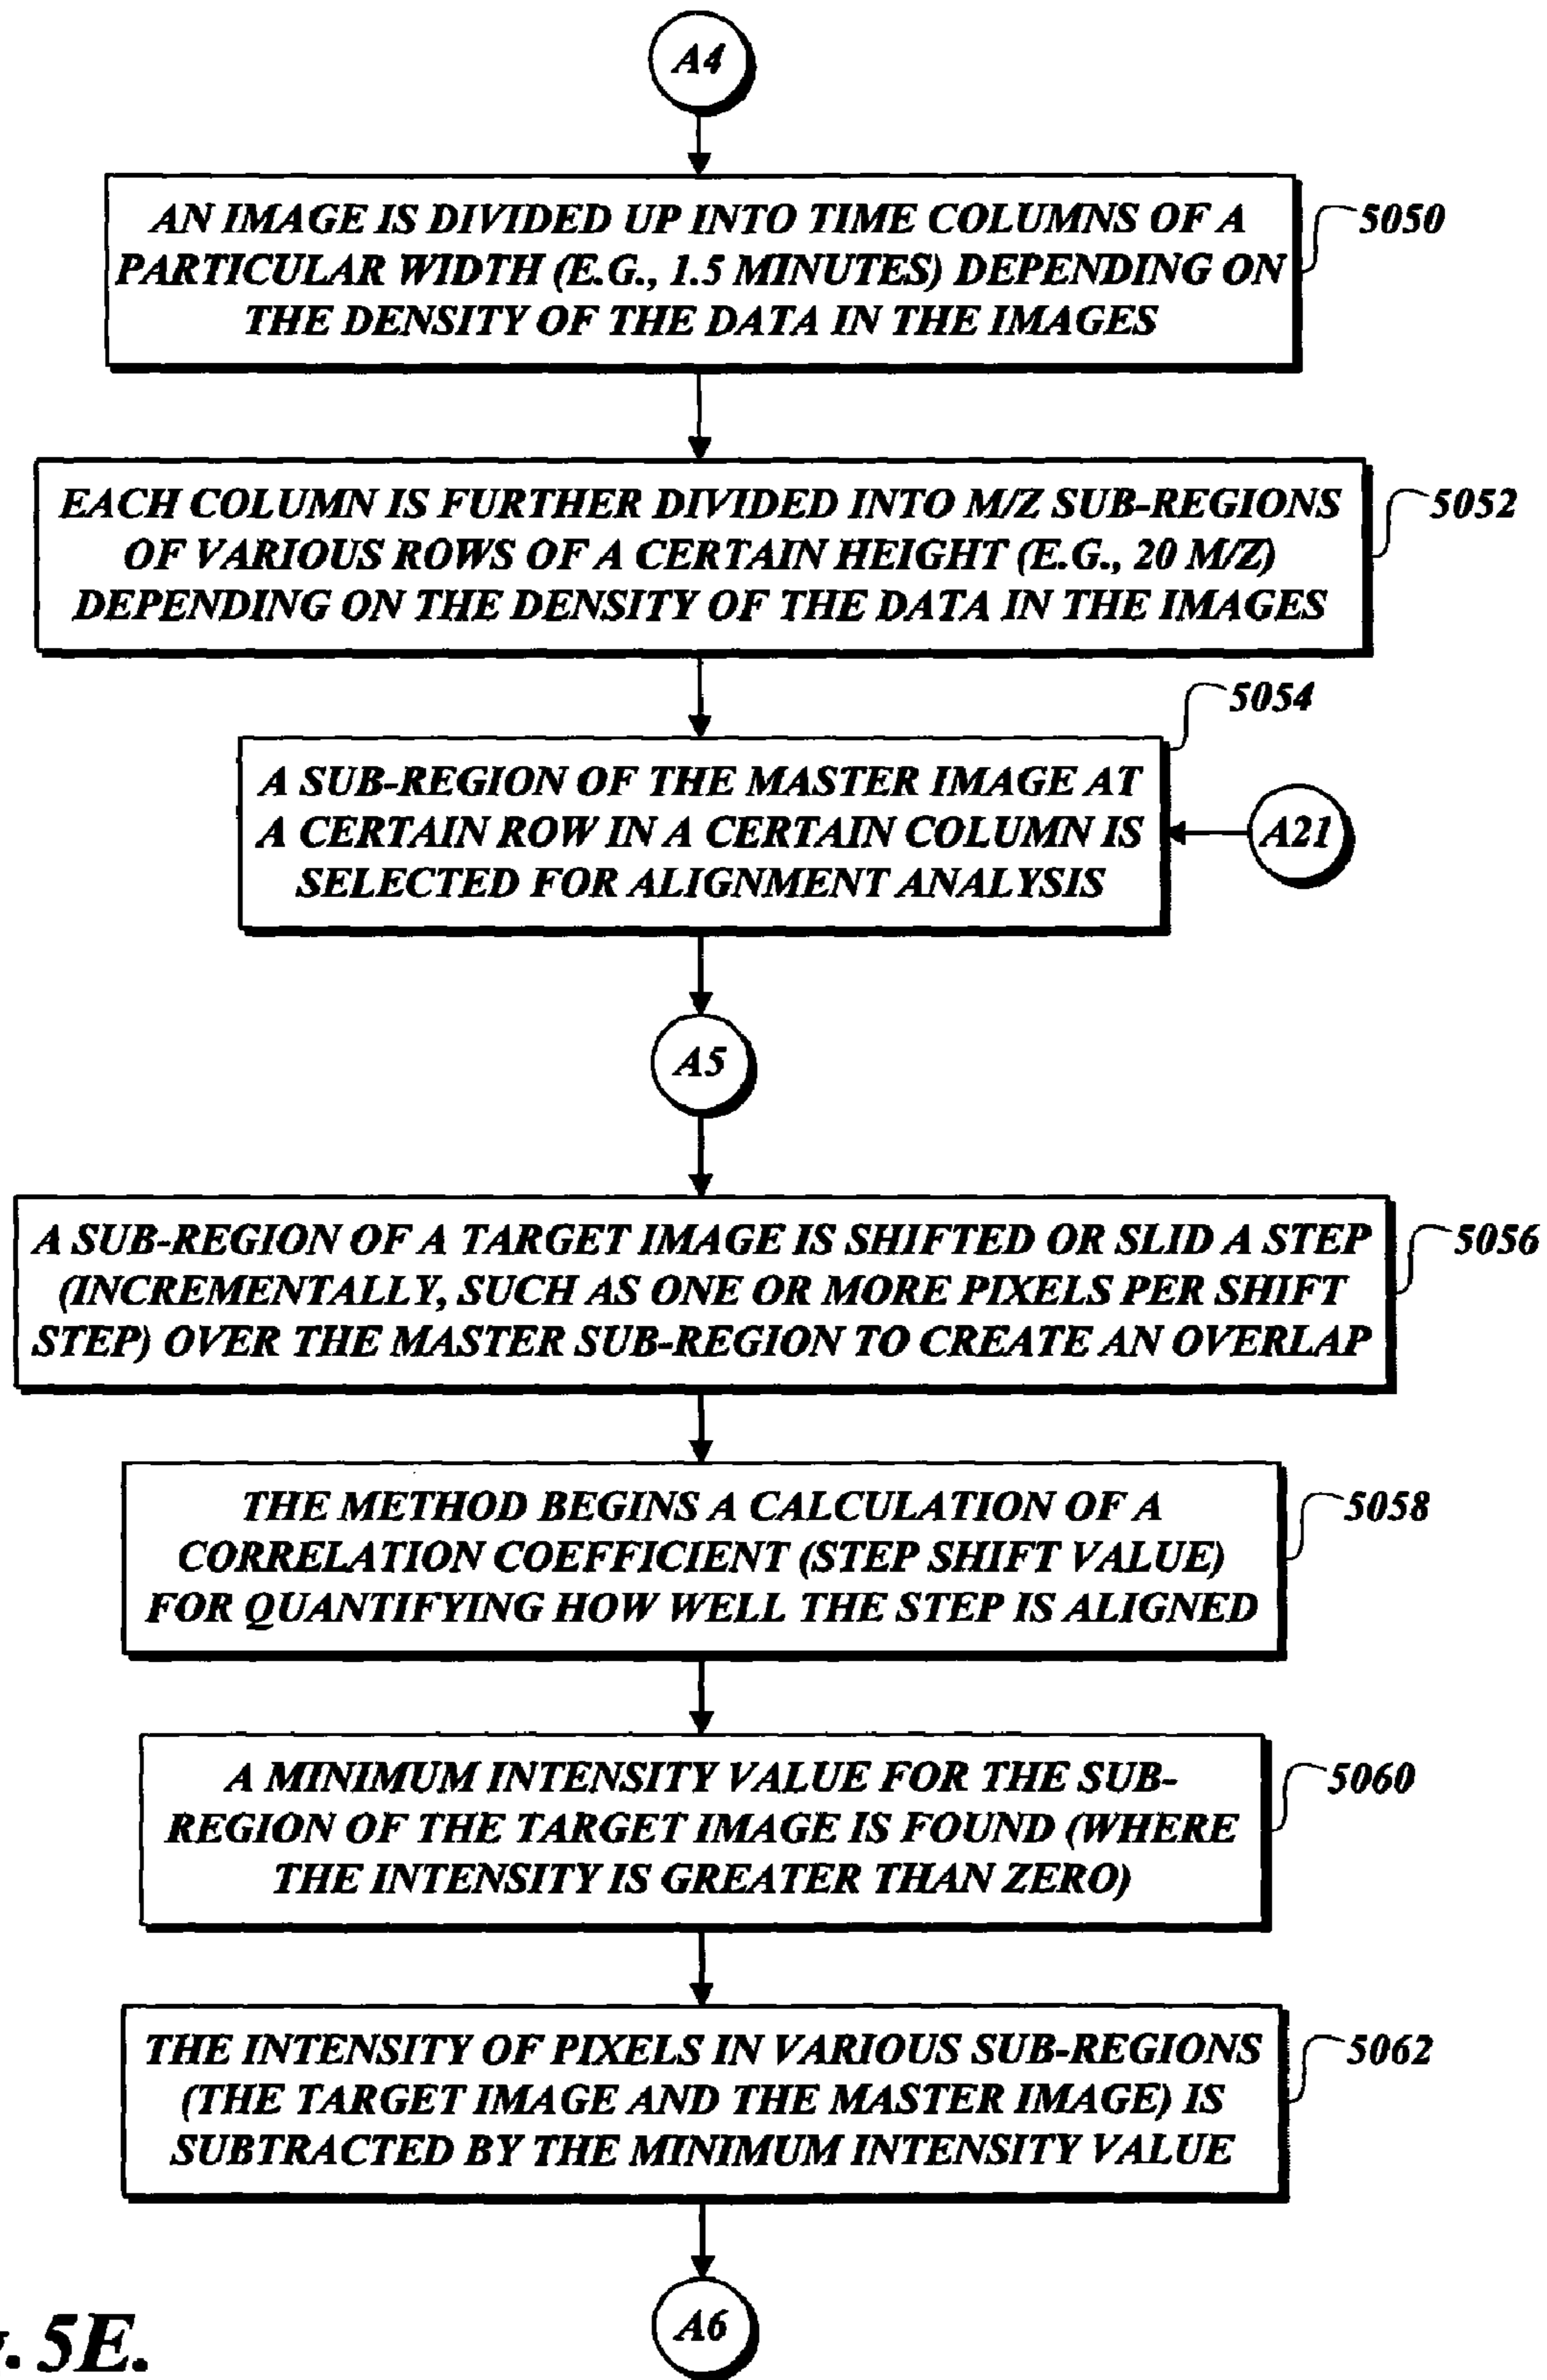 A4
AN IMAGE IS DIVIDED UP INTO TIME COLUMNS OF A
PARTICULAR WIDTH (E.G., 1.5 MINUTES) DEPENDING ON
THE DENSITY OF THE DATA IN THE IMAGES
5050
EACH COLUMN IS FURTHER DIVIDED INTO M/Z SUB-REGIONS
OF VARIOUS ROWS OF A CERTAIN HEIGHT (E.G., 20 M/Z)
DEPENDING ON THE DENSITY OF THE DATA IN THE IMAGES
5052
5054
A SUB-REGION OF THE MASTER IMAGE AT
A CERTAIN ROW IN A CERTAIN COLUMN IS
SELECTED FOR ALIGNMENT ANALYSIS
A21
A5
A SUB-REGION OF A TARGET IMAGE IS SHIFTED OR SLID A STEP
(INCREMENTALLY, SUCH AS ONE OR MORE PIXELS PER SHIFT
STEP) OVER THE MASTER SUB-REGION TO CREATE AN OVERLAP
5056
THE METHOD BEGINS A CALCULATION OF A
CORRELATION COEFFICIENT (STEP SHIFT VALUE)
FOR QUANTIFYING HOW WELL THE STEP IS ALIGNED
5058
A MINIMUM INTENSITY VALUE FOR THE SUB-
REGION OF THE TARGET IMAGE IS FOUND (WHERE
THE INTENSITY IS GREATER THAN ZERO)
5060
THE INTENSITY OF PIXELS IN VARIOUS SUB-REGIONS
(THE TARGET IMAGE AND THE MASTER IMAGE) IS
SUBTRACTED BY THE MINIMUM INTENSITY VALUE
5062
A6
5E.